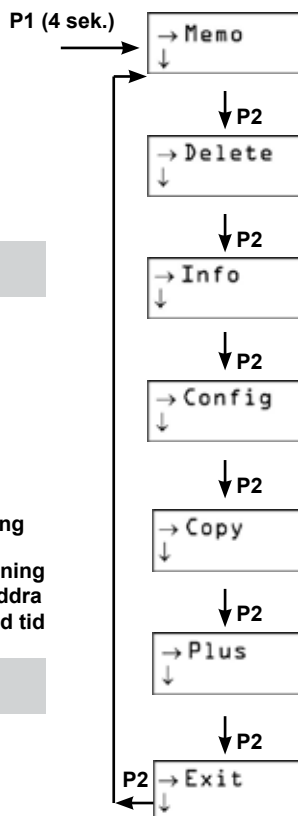 P1 (4 sek.)
→ Memo
↓
P2
→ Delete
↓
P2
→ Info
↓
P2
→ Config
↓
P2
→ Copy
↓
P2
→ Plus
↓
P2
→ Exit
↓
P2
ng
ning
ddra
d tid